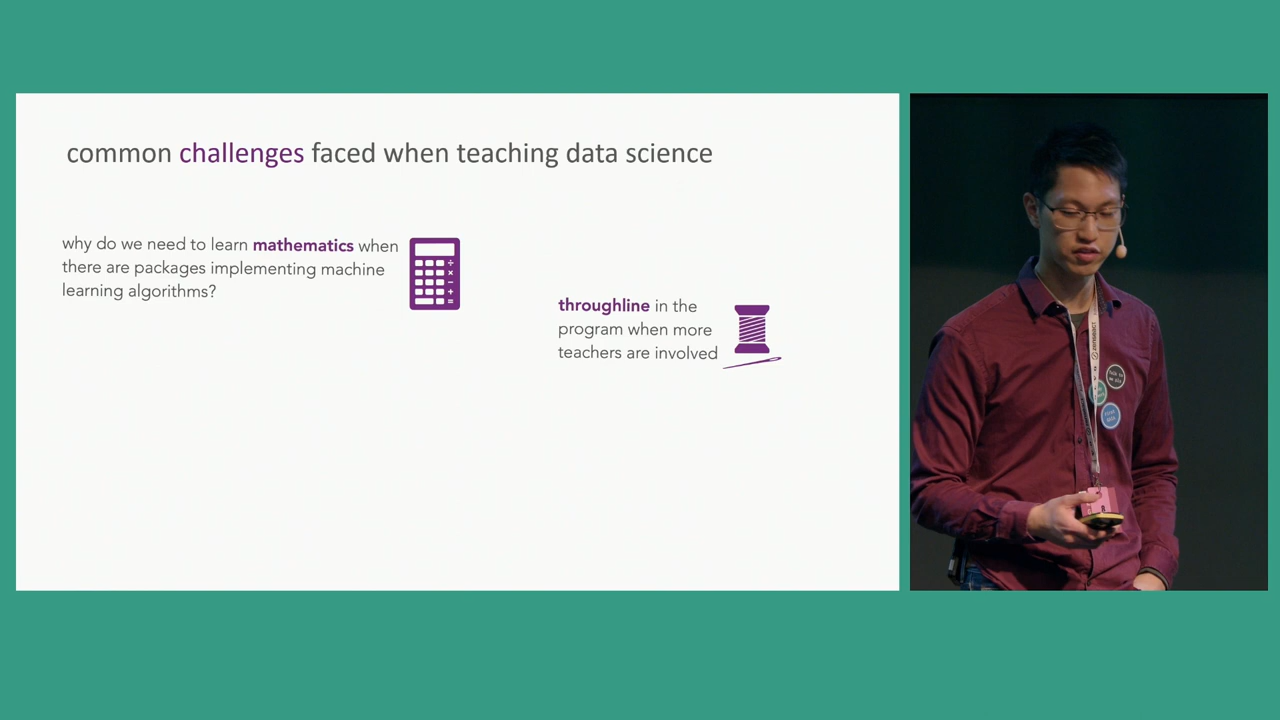 common challenges faced when teaching data science
why do we need to learn mathematics when
there are packages implementing machine
learning algorithms?
throughline in the
program when more
teachers are involved